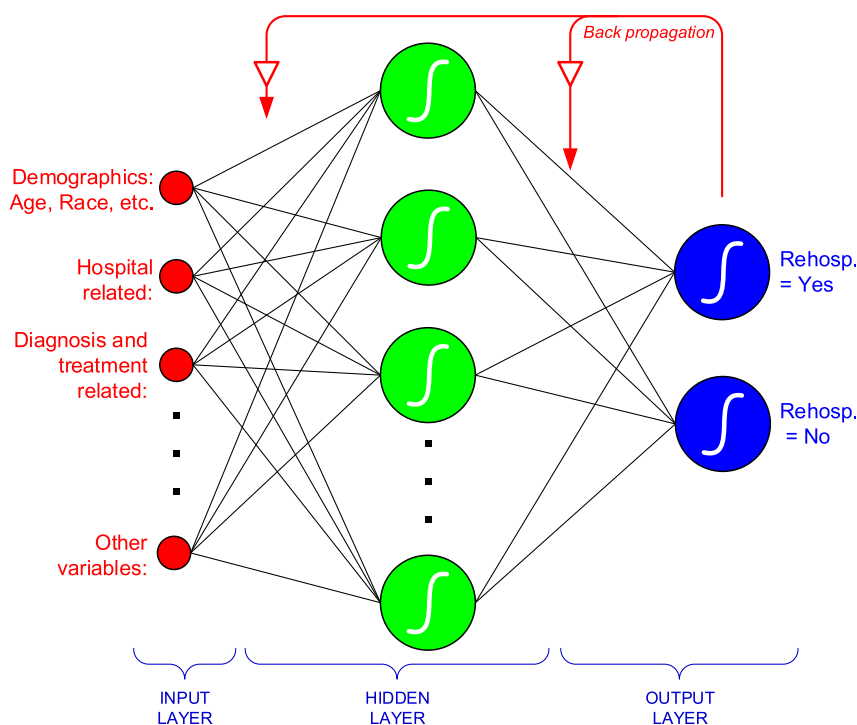 Back propagation
Demographics:
Age, Race, etc.
Hospital
related:
Diagnosis and
treatment
related:
Other
variables:
Rehosp.
= Yes
Rehosp.
= No
INPUT
LAYER
HIDDEN
LAYER
OUTPUT
LAYER